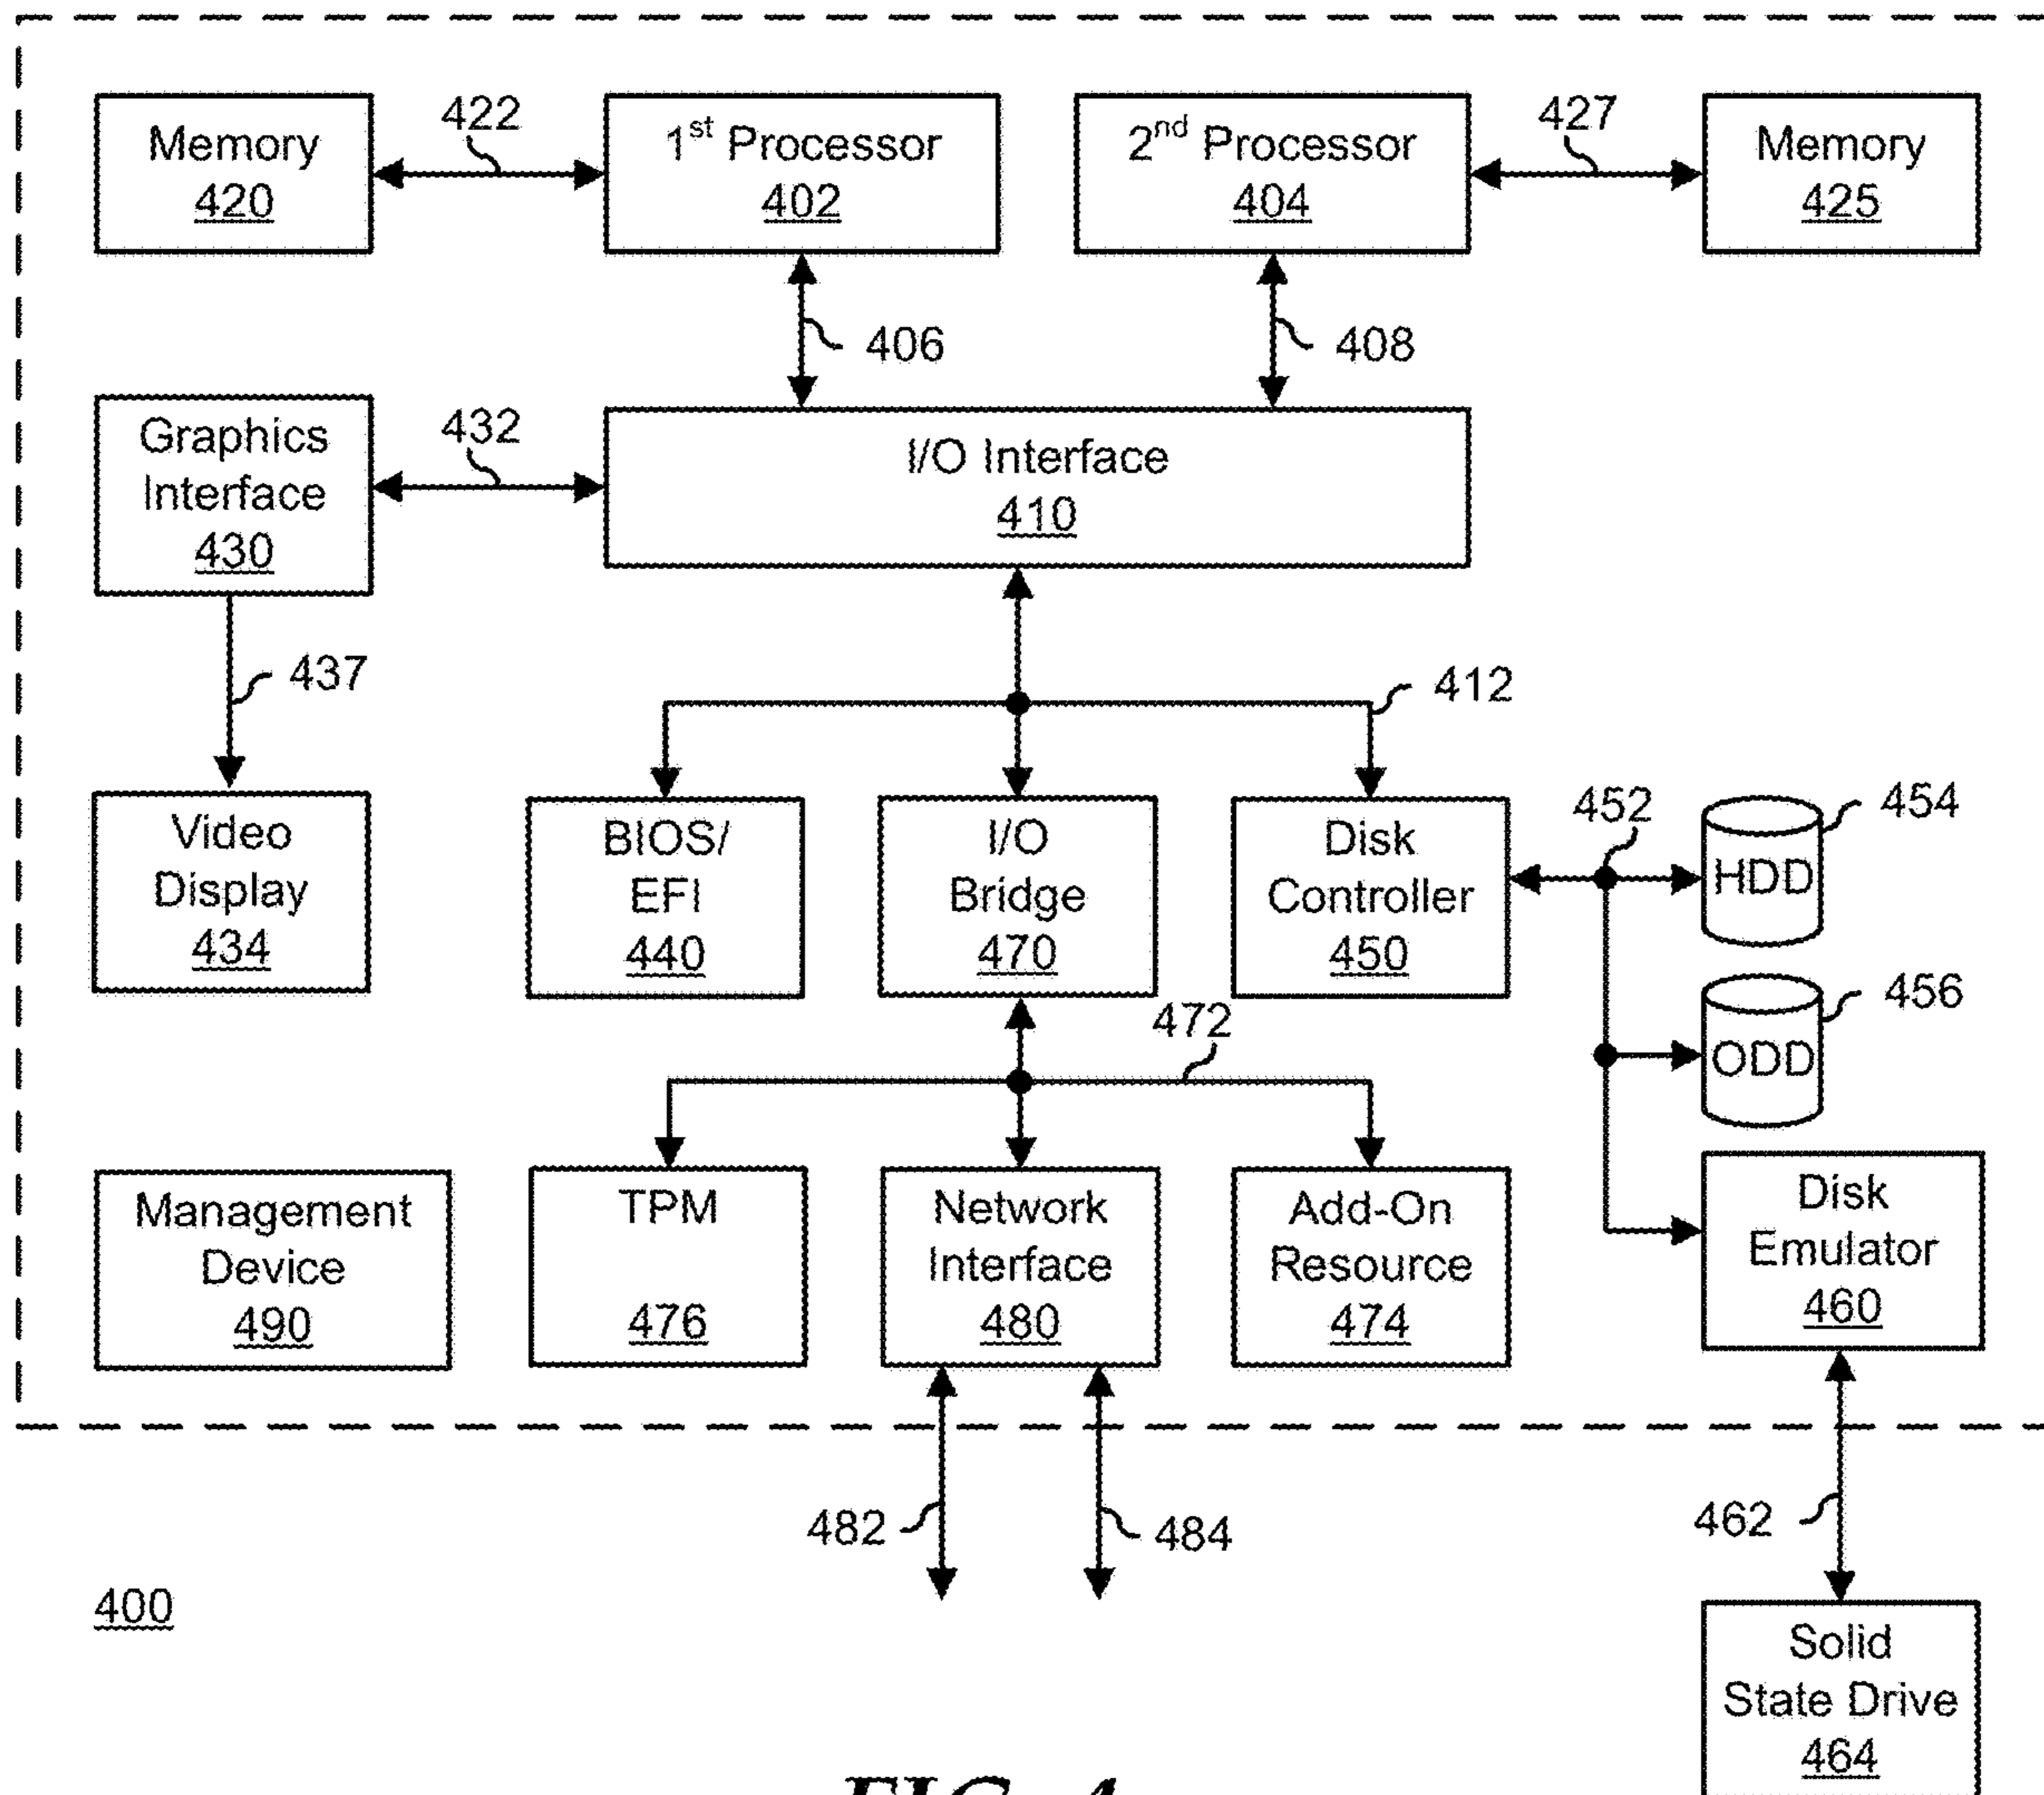 Memory
420
422
1st Processor
402
2nd Processor
404
427
Memory
425
406
408
Graphics
Interface
430
432
I/O Interface
410
437
412
Video
Display
434
BIOS/
EFI
440
I/O
Bridge
470
Disk
Controller
450
452
454
HDD
456
ODD
472
Management
Device
490
TPM
476
Network
Interface
480
Add-On
Resource
474
Disk
Emulator
460
482
484
462
400
Solid
State Drive
464
FIG. 4